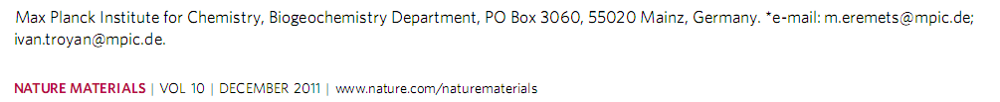 Max Planck Institute for Chemistry, Biogeochemistry Department, PO Box 3060, 55020 Mainz, Germany. *e-mail: m.eremets@mpic.de;
ivan.troyan@mpic.de.
NATURE MATERIALS | VOL 10 | DECEMBER 2011 | www.nature.com/naturematerials